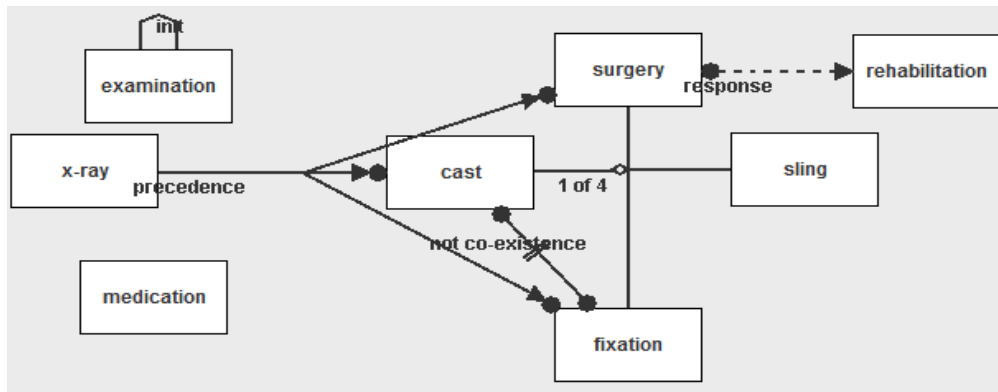 init
examination
surgery
response
rehabilitation
x-ray
precedence
cast
1 of 4
sling
not co-existence
medication
fixation